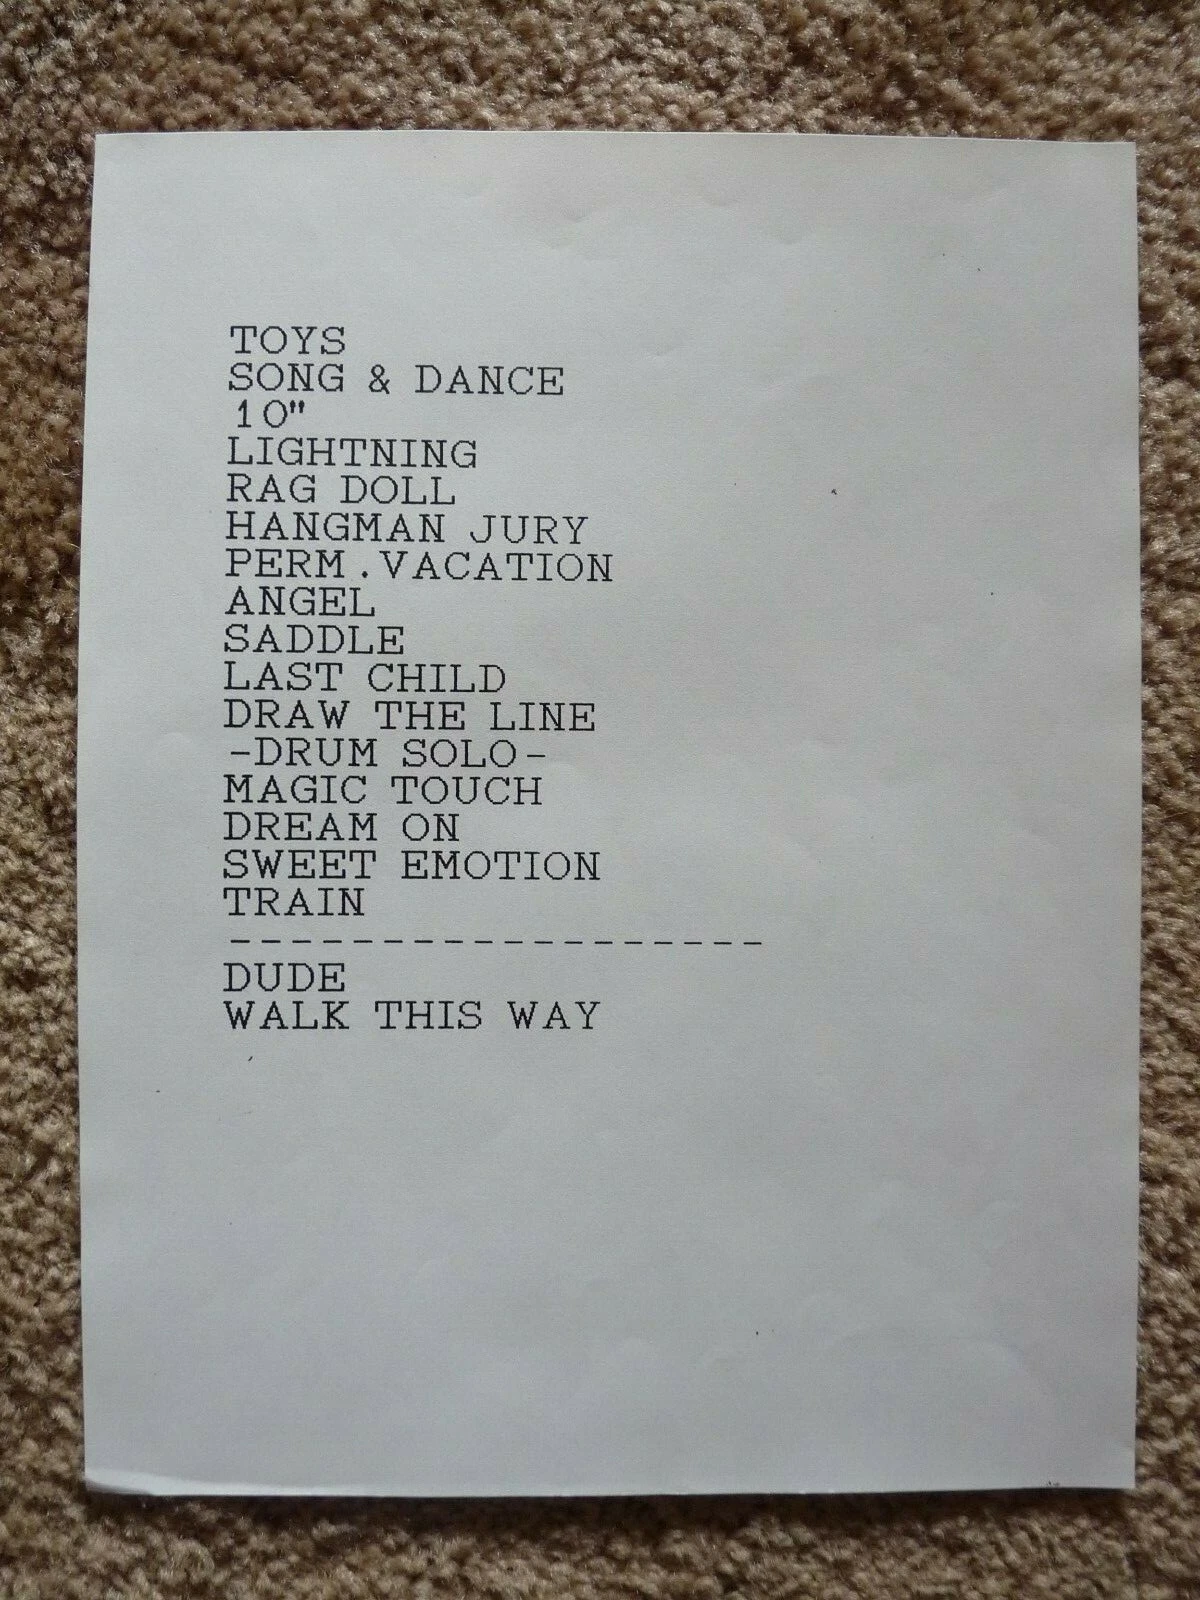 TOYS
SONG & DANCE
10"
LIGHTNING
RAG DOLL
HANGMAN JURY
PERM.VACATION
ANGEL
SADDLE
LAST CHILD
DRAW THE LINE
-DRUM SOLO-
MAGIC TOUCH
DREAM ON
SWEET EMOTION
TRAIN
------------------
DUDE
WALK THIS WAY